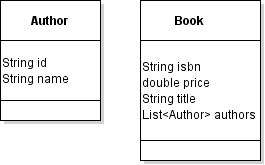 Author
String id
String name
Book
String isbn
double price
String title
List<Author> authors